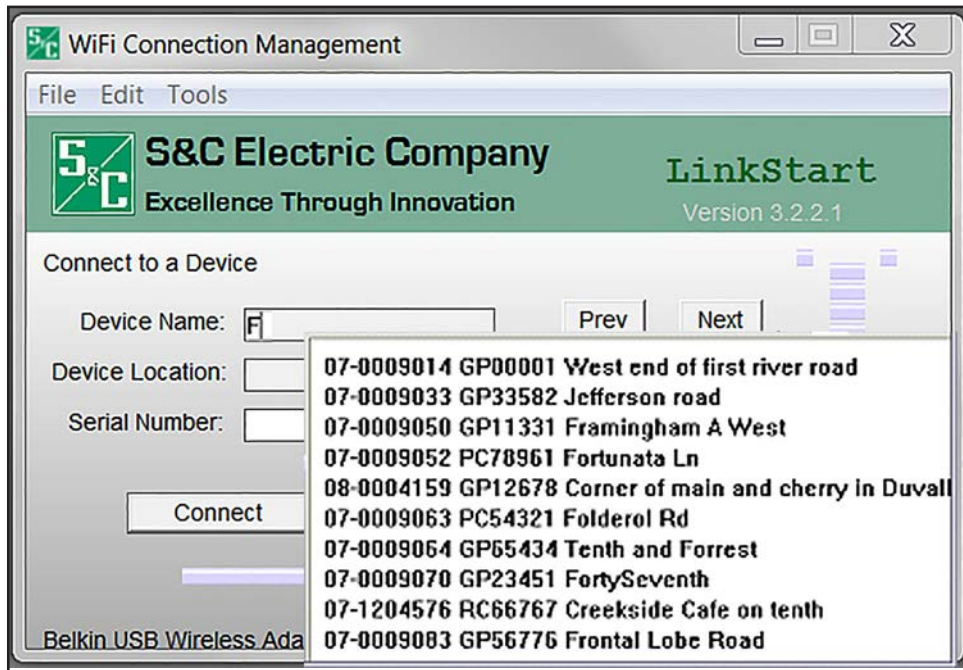 S&C WiFi Connection Management
File Edit Tools
S&C S&C Electric Company
Excellence Through Innovation
LinkStart
Version 3.2.2.1
Connect to a Device
Device Name: F Prev Next
Device Location:
Serial Number:
Connect
07-0009014 GP00001 West end of first river road
07-0009033 GP33582 Jefferson road
07-0009050 GP11331 Framingham A West
07-0009052 PC78961 Fortunata Ln
08-0004159 GP12678 Corner of main and cherry in Duvall
07-0009063 PC54321 Folderol Rd
07-0009064 GP65434 Tenth and Forrest
07-0009070 GP23451 FortySeventh
07-1204576 RC66767 Creekside Cafe on tenth
07-0009083 GP56776 Frontal Lobe Road
Belkin USB Wireless Ada